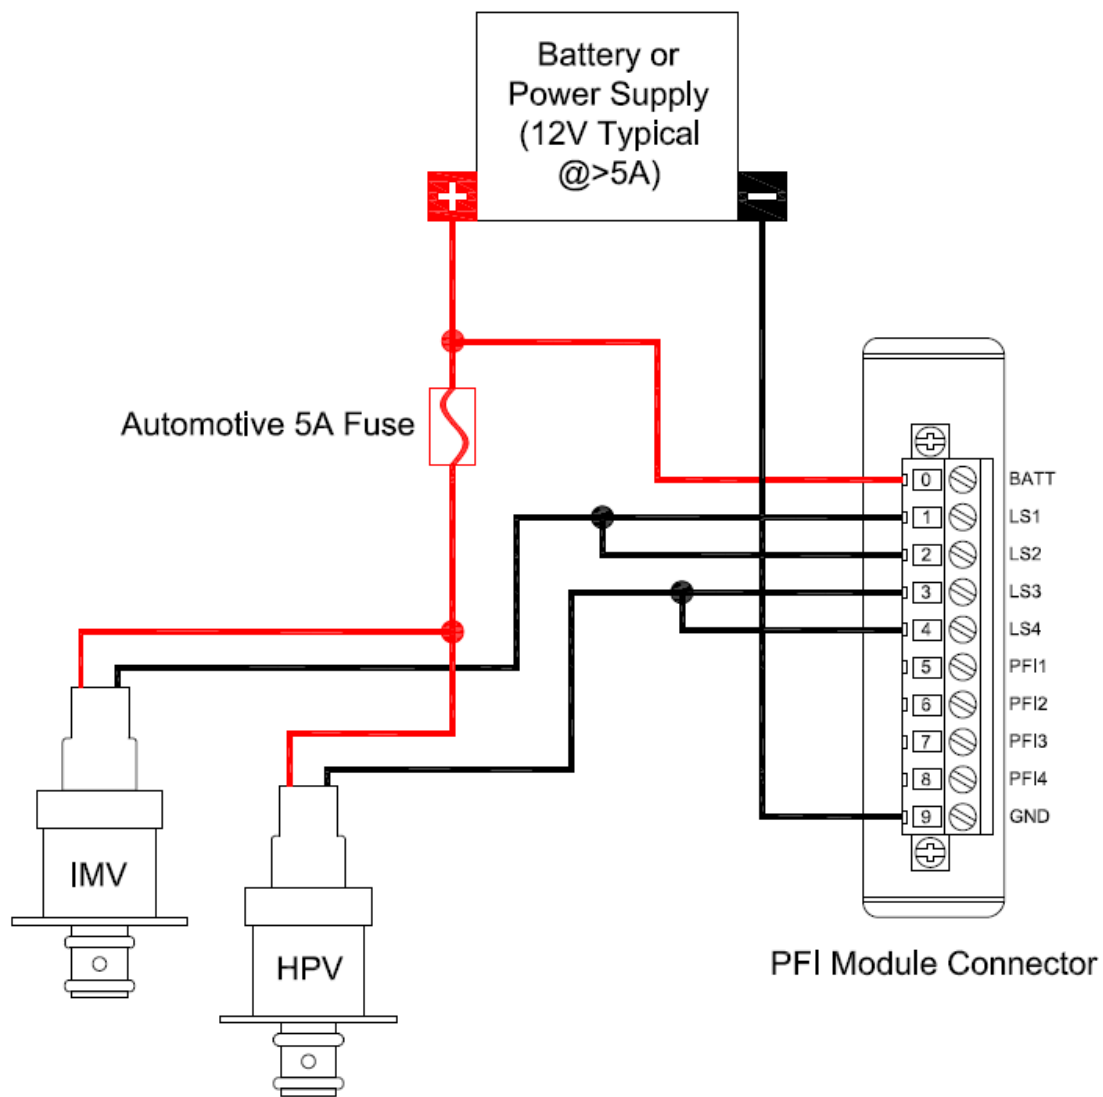 Battery or
Power Supply
(12V Typical
@>5A)
Automotive 5A Fuse
0 BATT
1 LS1
2 LS2
3 LS3
4 LS4
5 PFI1
6 PFI2
7 PFI3
8 PFI4
9 GND
IMV
HPV
PFI Module Connector